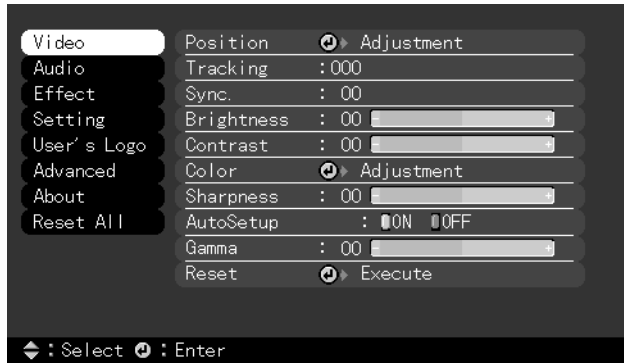 Video
Audio
Effect
Setting
User's Logo
Advanced
About
Reset All
Position Adjustment
Tracking :000
Sync. : 00
Brightness : 00 - +
Contrast : 00 - +
Color Adjustment
Sharpness : 00 - +
AutoSetup : ON OFF
Gamma : 00 - +
Reset Execute
:Select :Enter